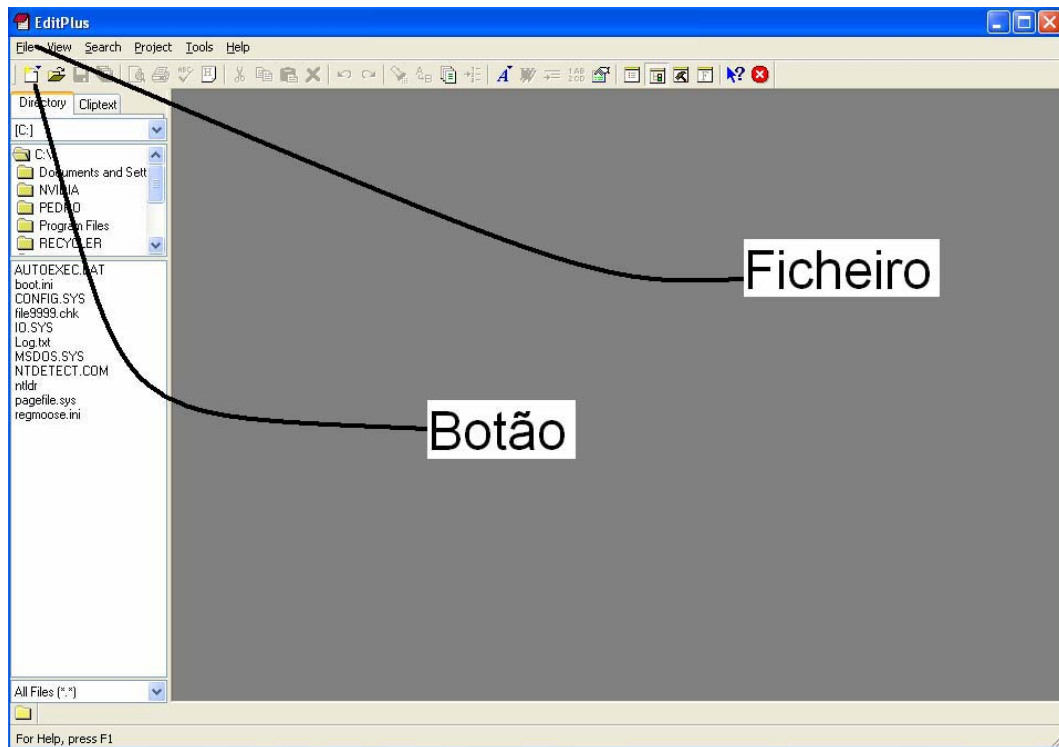 EditPlus
File View Search Project Tools Help
Directory Cliptext
[C:]
C:\
Documents and Sett
NVIDIA
PEDRO
Program Files
RECYCLER
AUTOEXEC.BAT
boot.ini
CONFIG.SYS
file9999.chk
IO.SYS
Log.txt
MSDOS.SYS
NTDETECT.COM
ntldr
pagefile.sys
regmoose.ini
Ficheiro
Botão
All Files (*.*)
For Help, press F1